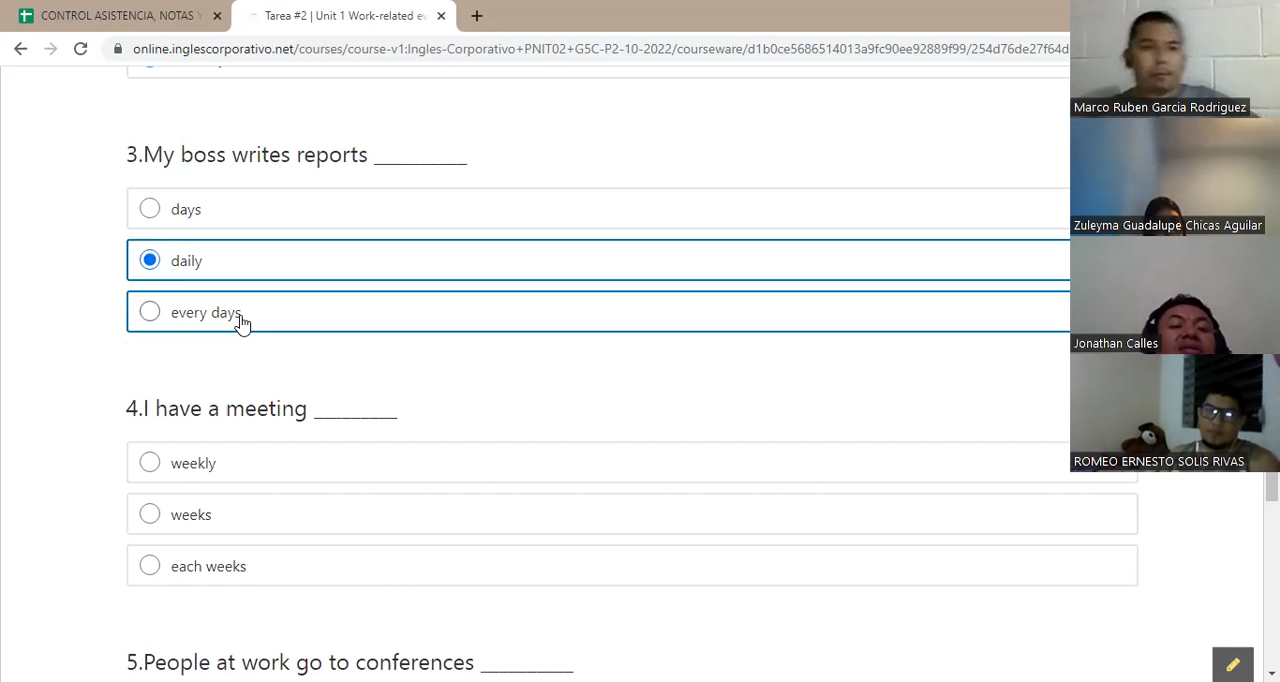 CONTROL ASISTENCIA, NOTAS Y
Tarea #2 | Unit 1 Work-related ev
online.inglescorporativo.net/courses/course-v1:Ingles-Corporativo+PNIT02+G5C-P2-10-2022/courseware/d1b0ce5686514013a9fc90ee92889f99/254d76de27f64d
3.My boss writes reports __________
days
daily
every days
4.I have a meeting _________
weekly
weeks
each weeks
5.People at work go to conferences __________
Marco Ruben Garcia Rodriguez
Zuleyma Guadalupe Chicas Aguilar
Jonathan Calles
ROMEO ERNESTO SOLIS RIVAS